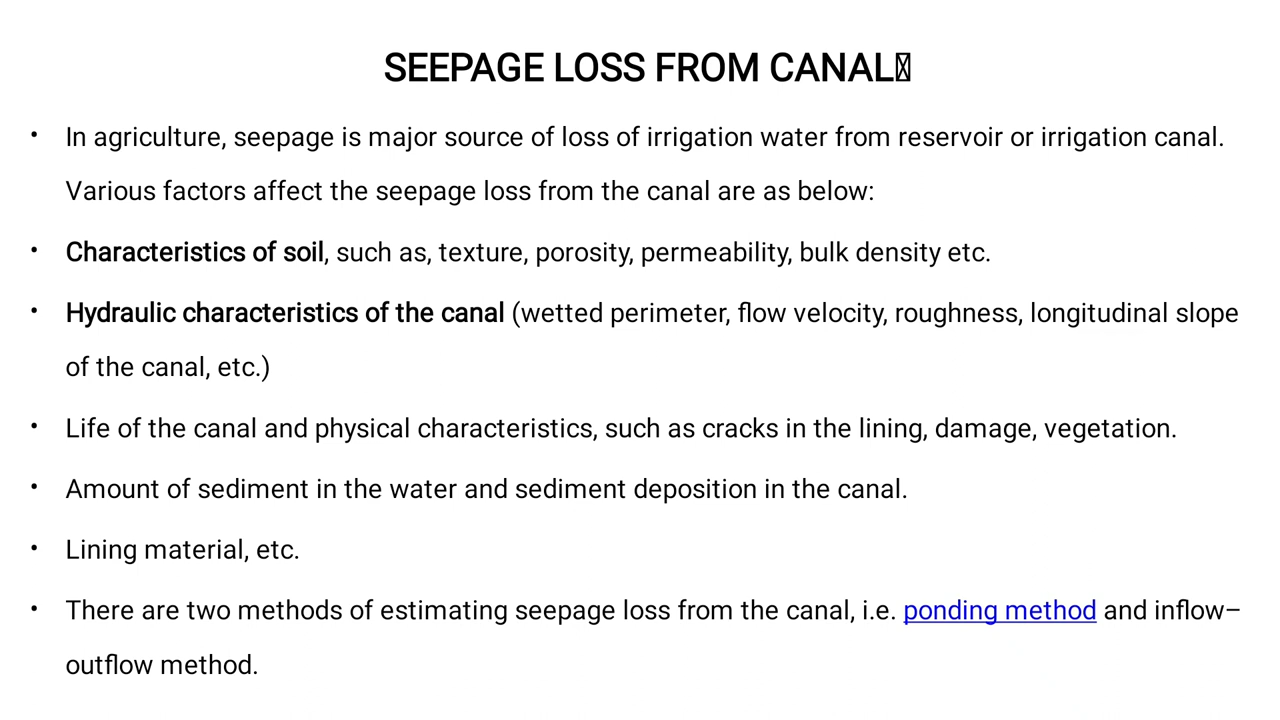 SEEPAGE LOSS FROM CANAL
• In agriculture, seepage is major source of loss of irrigation water from reservoir or irrigation canal.
Various factors affect the seepage loss from the canal are as below:
• Characteristics of soil, such as, texture, porosity, permeability, bulk density etc.
• Hydraulic characteristics of the canal (wetted perimeter, flow velocity, roughness, longitudinal slope
of the canal, etc.)
• Life of the canal and physical characteristics, such as cracks in the lining, damage, vegetation.
• Amount of sediment in the water and sediment deposition in the canal.
• Lining material, etc.
• There are two methods of estimating seepage loss from the canal, i.e. ponding method and inflow–
outflow method.